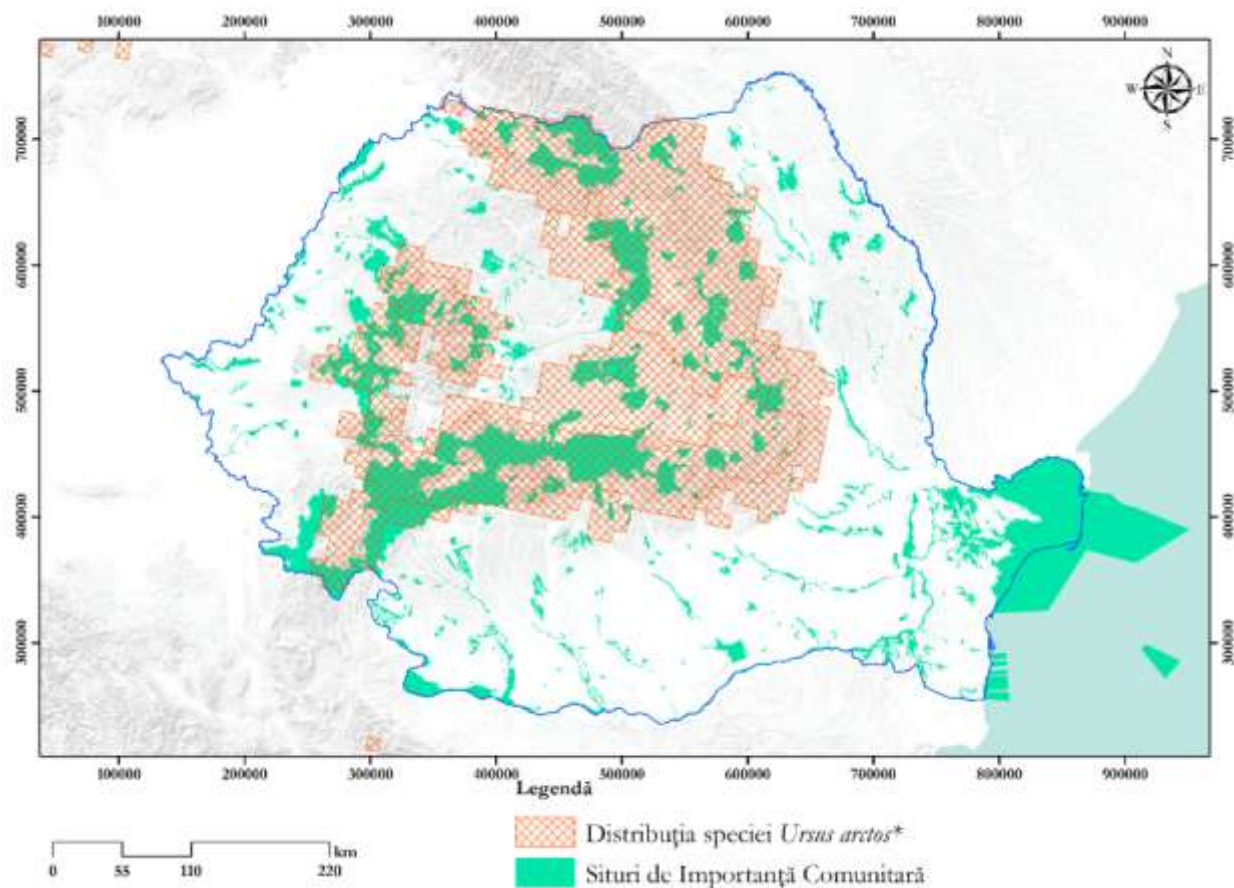 100000 200000 300000 400000 500000 600000 700000 800000 900000
N
W E
S
700000 700000
600000 600000
500000 500000
400000 400000
300000 300000
100000 200000 300000 400000 500000 600000 700000 800000 900000
Legendă
km
0 55 110 220
Distribuția speciei Ursus arctos*
Situri de Importanță Comunitară